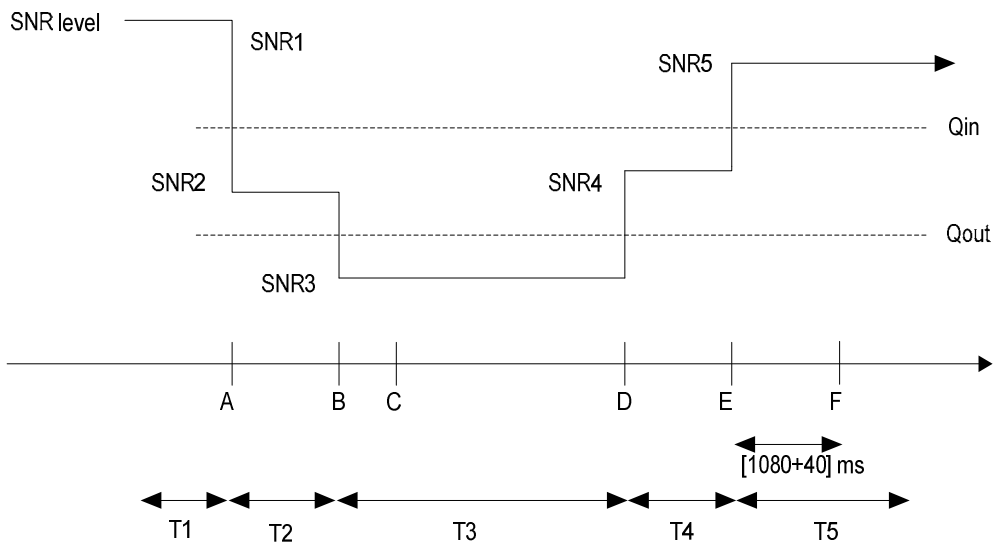 SNR level
SNR1
SNR5
Qin
SNR2
SNR4
Qout
SNR3
A B C D E F
[1080+40] ms
T1 T2 T3 T4 T5